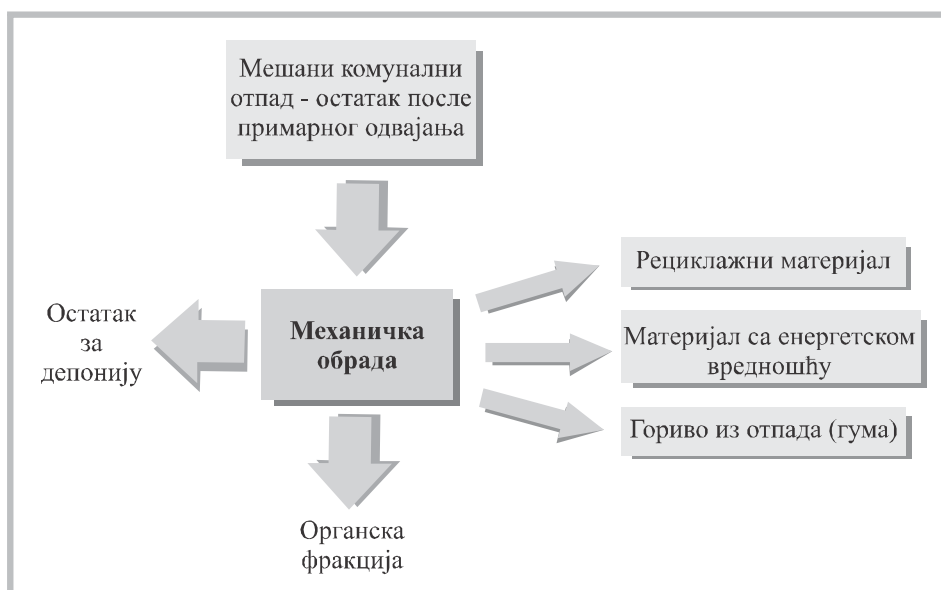 Мешани комунални
отпад - остатак после
примарног одвајања
Рециклажни материјал
Остатак
за
депонију
Механичка
обрада
Материјал са енергетском
вредношћу
Гориво из отпада (гума)
Органска
фракција